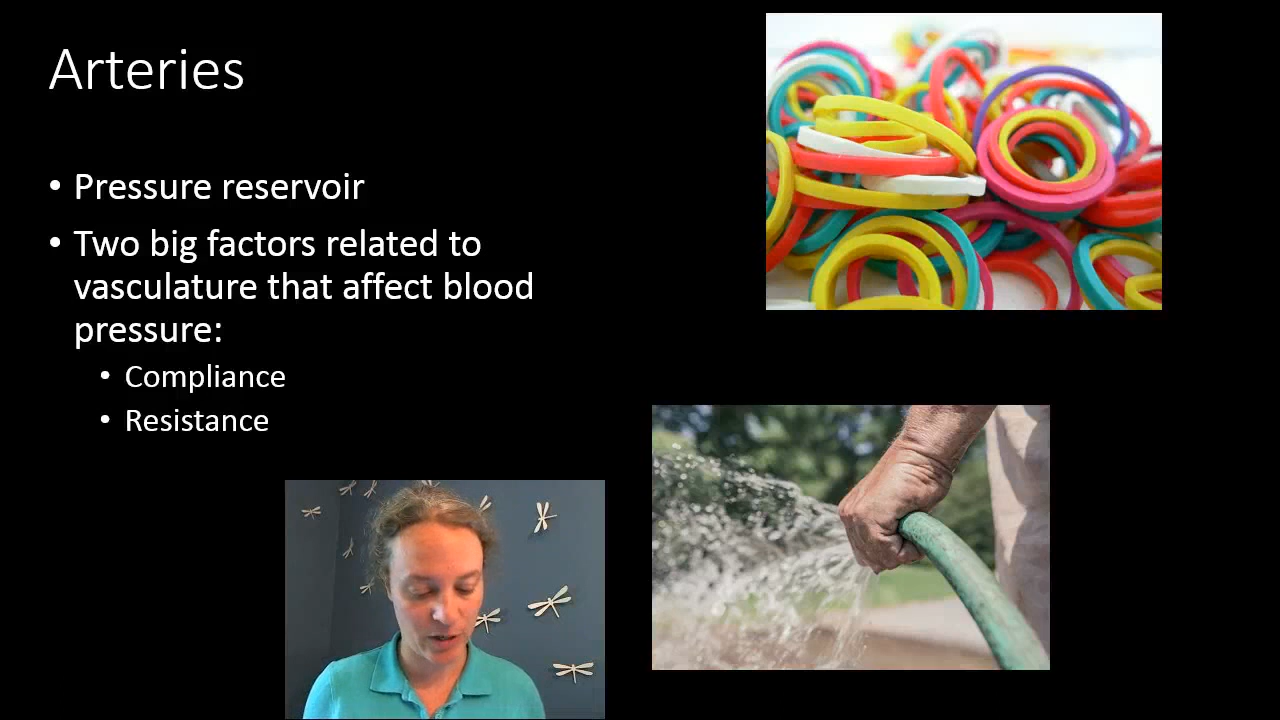 Arteries
• Pressure reservoir
• Two big factors related to
vasculature that affect blood
pressure:
• Compliance
• Resistance